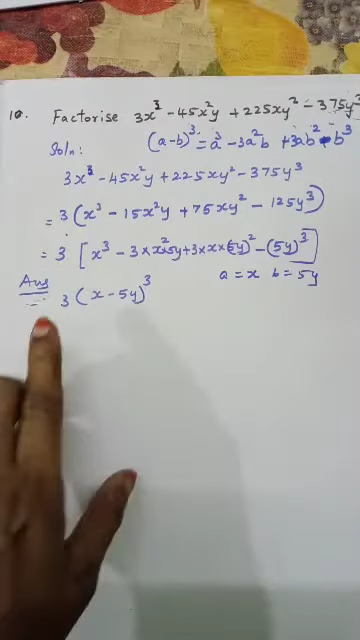 10. Factorise 3x³ - 45x²y + 225xy² - 375y³
(a-b)³ = a³ - 3a²b + 3ab² - b³
Soln:
3x³ - 45x²y + 225xy² - 375y³
= 3 (x³ - 15x²y + 75xy² - 125y³)
= 3 [x³ - 3×x²×5y + 3×x×(5y)² - (5y)³]
a = x b = 5y
Ans
= 3 (x - 5y)³